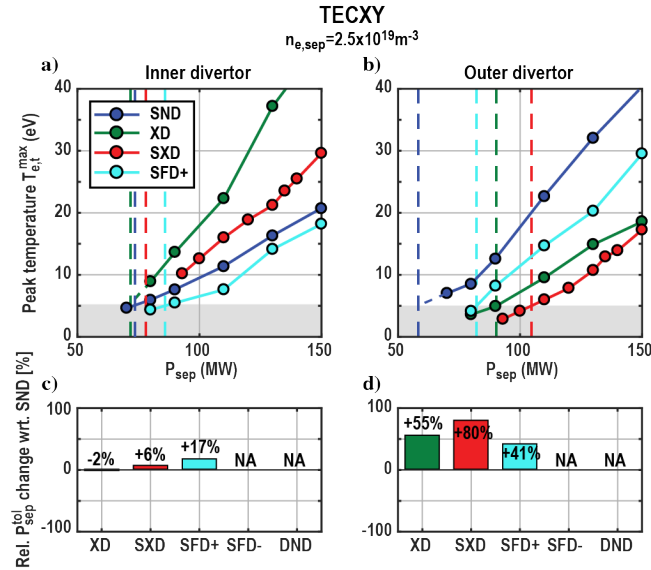 TECXY
n_e,sep=2.5x10^19m^-3
a) Inner divertor
b) Outer divertor
Peak temperature T_e,t^max (eV)
40
30
20
10
0
SND
XD
SXD
SFD+
50 100 150
P_sep (MW)
40
30
20
10
0
50 100 150
P_sep (MW)
c)
d)
Rel. P_sep^tol change wrt. SND [%]
100
0
-100
-2% +6% +17% NA NA
XD SXD SFD+ SFD- DND
100
0
-100
+55% +80% +41% NA NA
XD SXD SFD+ SFD- DND